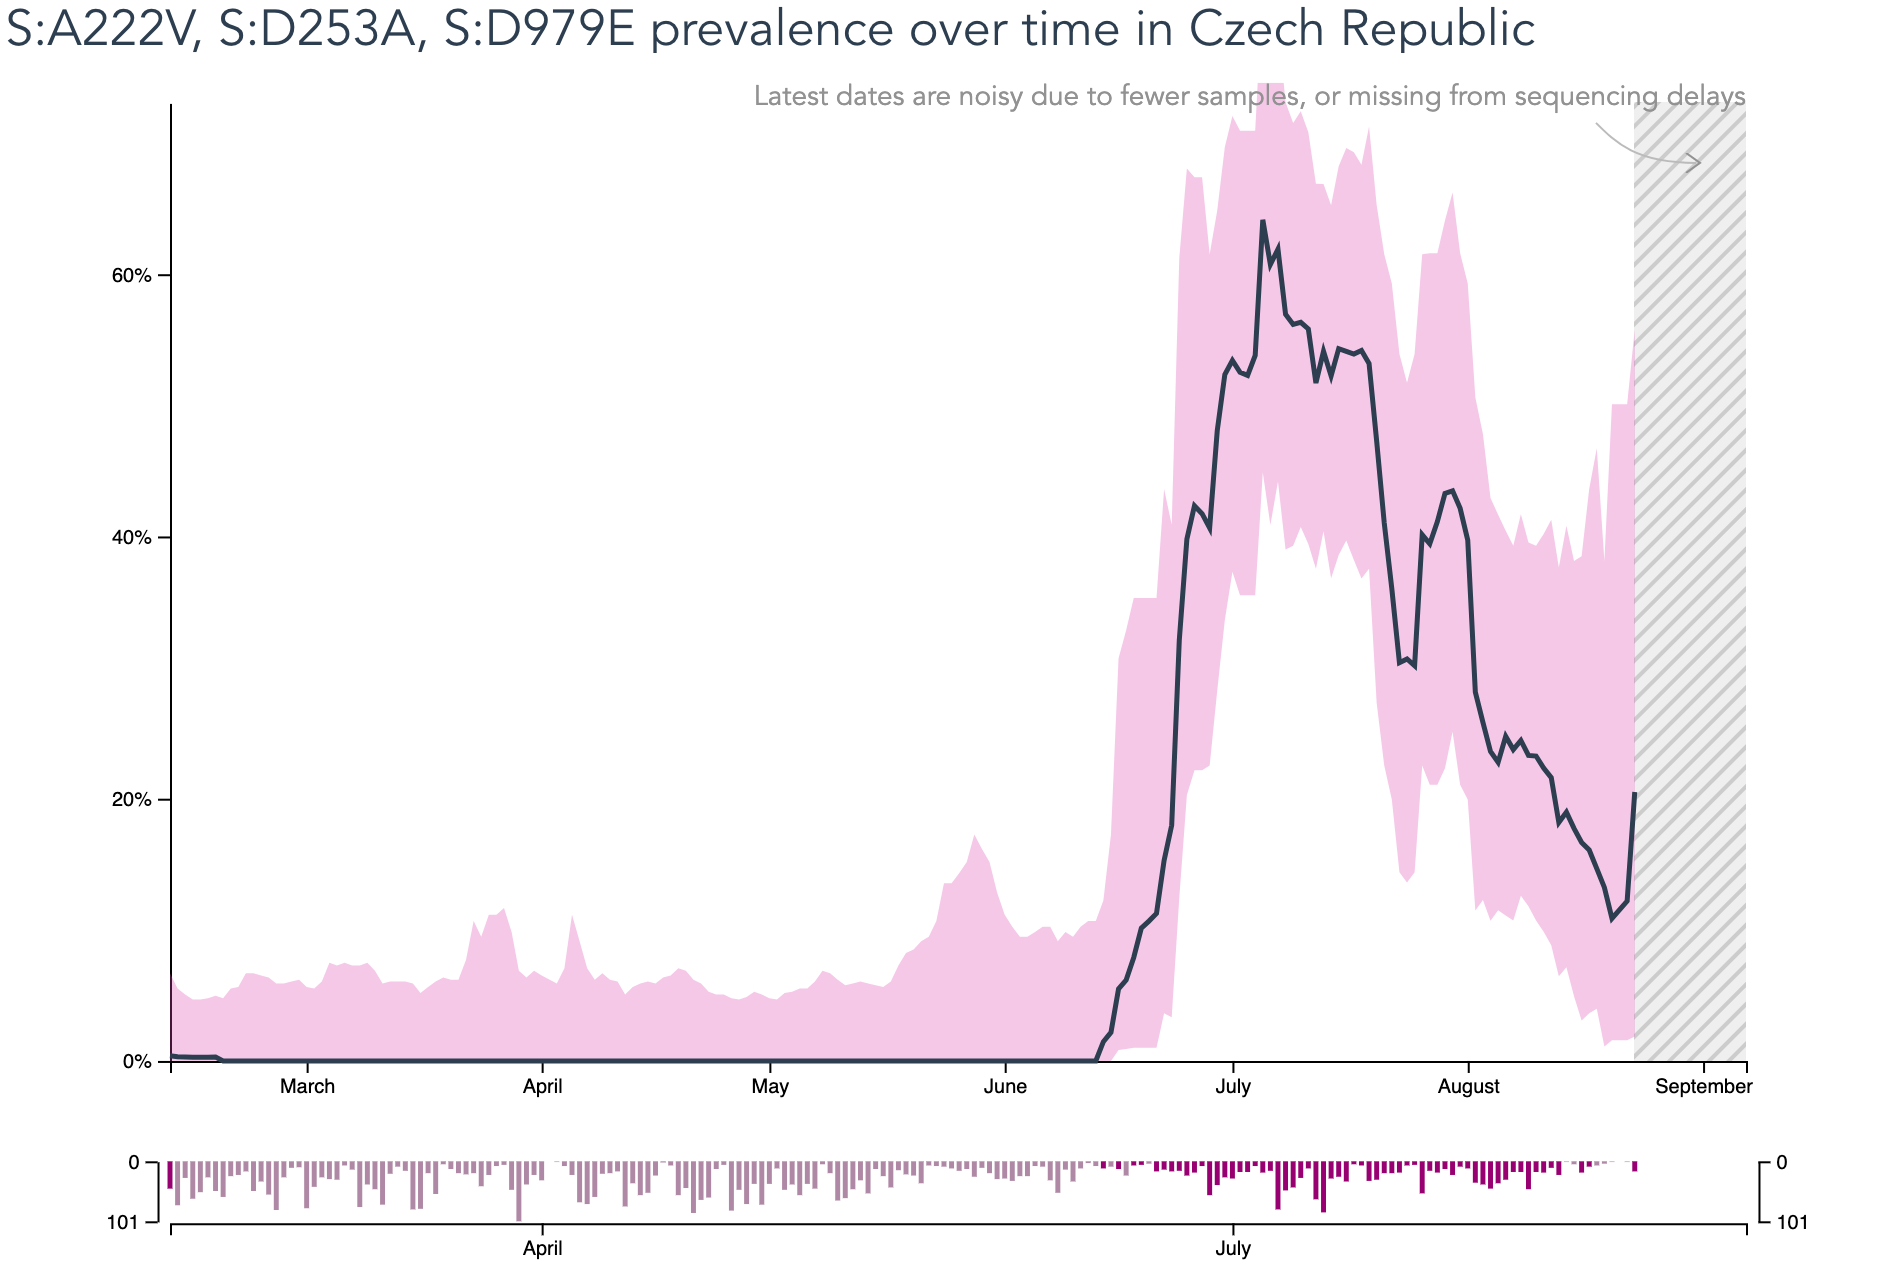 S:A222V, S:D253A, S:D979E prevalence over time in Czech Republic
Latest dates are noisy due to fewer samples, or missing from sequencing delays
60%
40%
20%
0%
March April May June July August September
0 0
101 101
April July